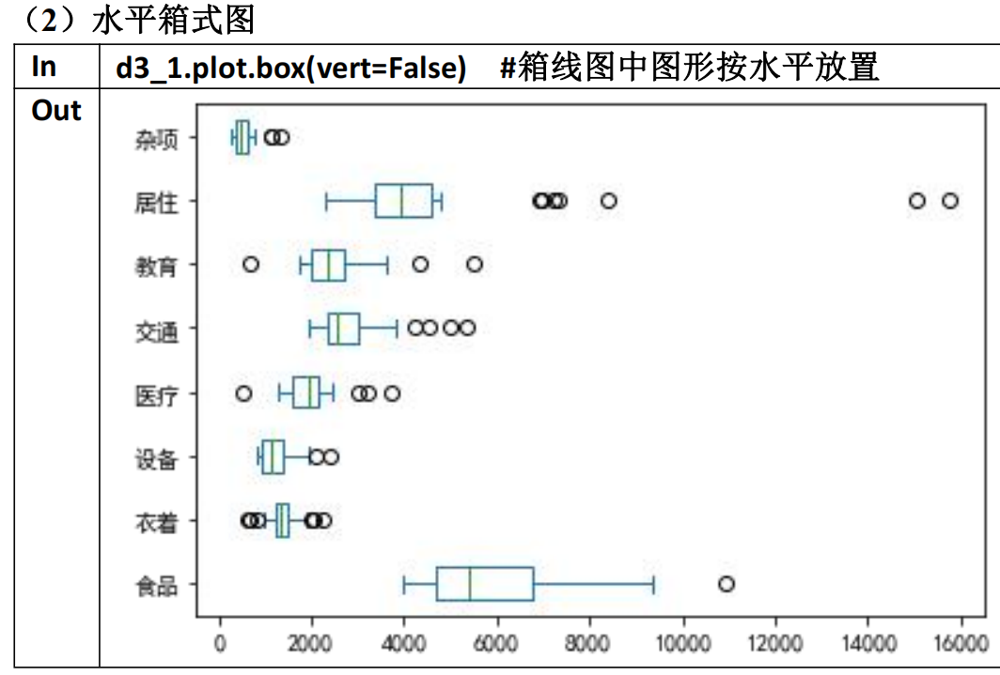 （2）水平箱式图
In d3_1.plot.box(vert=False) #箱线图中图形按水平放置
Out
杂项
居住
教育
交通
医疗
设备
衣着
食品
0 2000 4000 6000 8000 10000 12000 14000 16000